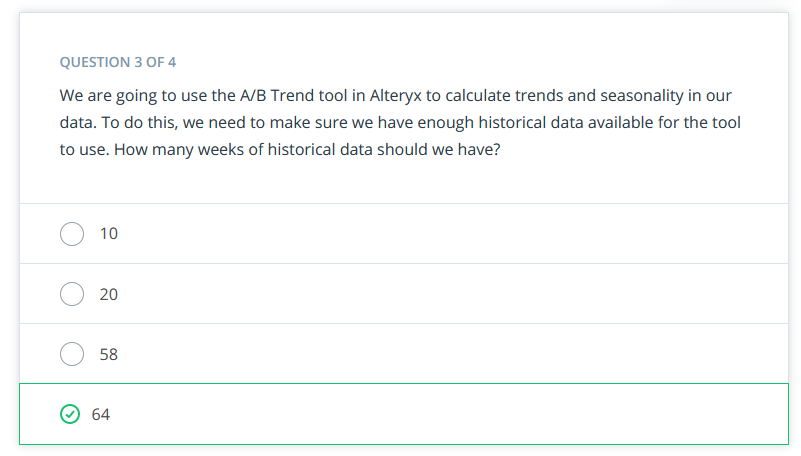 QUESTION 3 OF 4
We are going to use the A/B Trend tool in Alteryx to calculate trends and seasonality in our
data. To do this, we need to make sure we have enough historical data available for the tool
to use. How many weeks of historical data should we have?
10
20
58
64